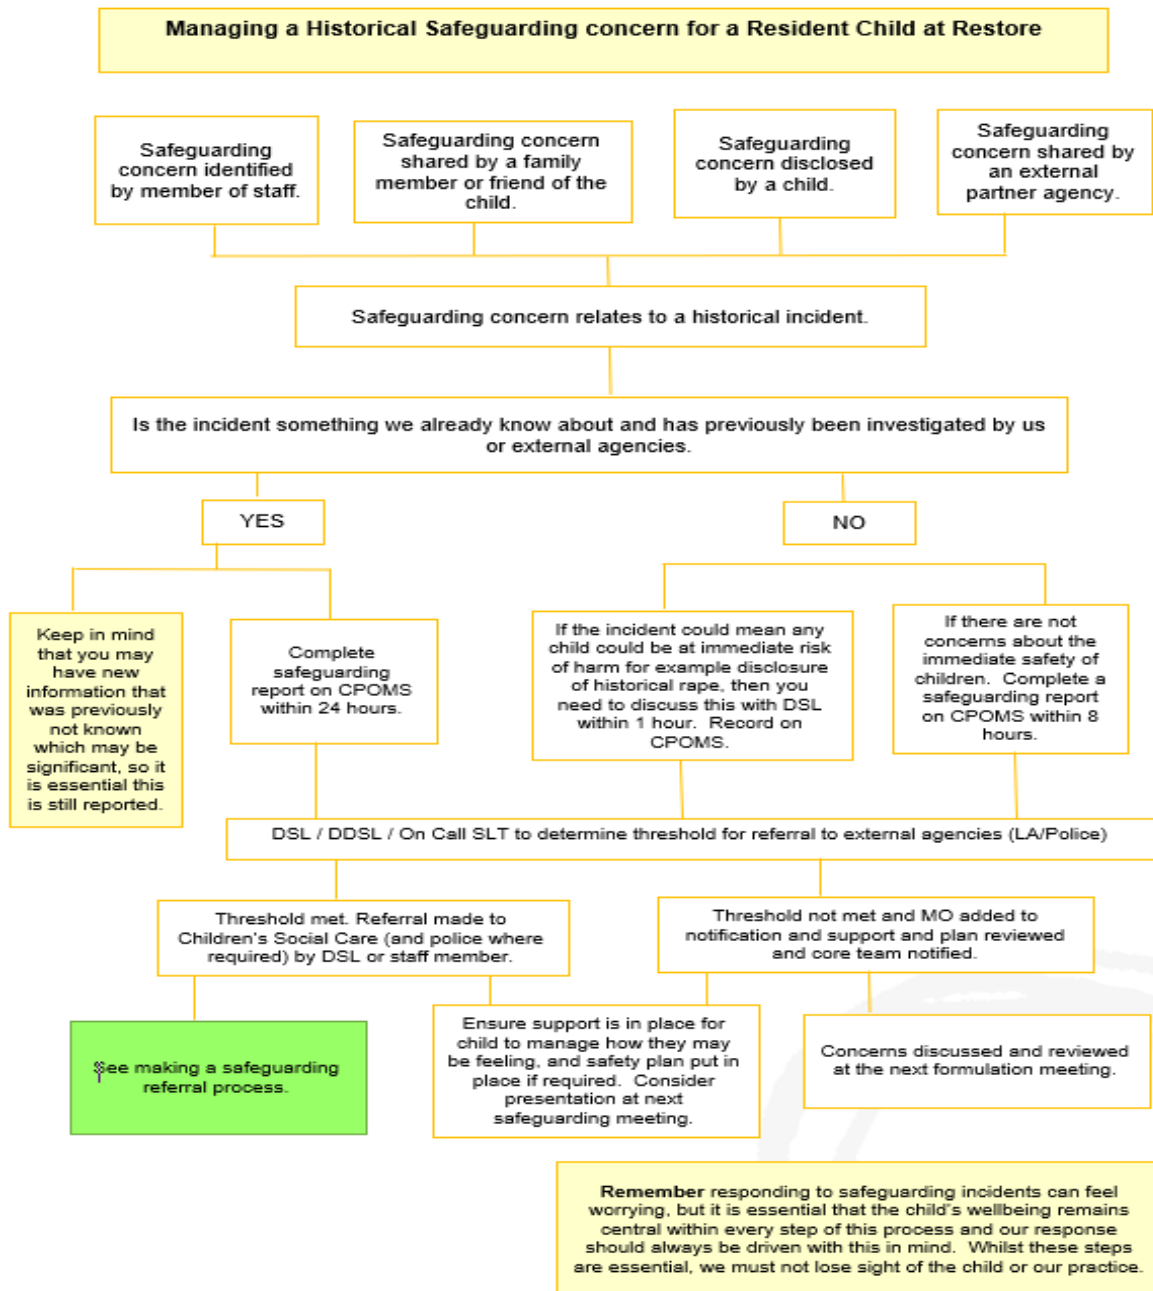 Managing a Historical Safeguarding concern for a Resident Child at Restore
Safeguarding
concern identified
by member of staff.
Safeguarding concern
shared by a family
member or friend of the
child.
Safeguarding
concern disclosed
by a child.
Safeguarding
concern shared by
an external
partner agency.
Safeguarding concern relates to a historical incident.
Is the incident something we already know about and has previously been investigated by us
or external agencies.
YES
NO
Keep in mind
that you may
have new
information that
was previously
not known
which may be
significant, so it
is essential this
is still reported.
Complete
safeguarding
report on CPOMS
within 24 hours.
If the incident could mean any
child could be at immediate risk
of harm for example disclosure
of historical rape, then you
need to discuss this with DSL
within 1 hour. Record on
CPOMS.
If there are not
concerns about the
immediate safety of
children. Complete a
safeguarding report
on CPOMS within 8
hours.
DSL / DDSL / On Call SLT to determine threshold for referral to external agencies (LA/Police)
Threshold met. Referral made to
Children's Social Care (and police where
required) by DSL or staff member.
Threshold not met and MO added to
notification and support and plan reviewed
and core team notified.
See making a safeguarding
referral process.
Ensure support is in place for
child to manage how they may
be feeling, and safety plan put in
place if required. Consider
presentation at next
safeguarding meeting.
Concerns discussed and reviewed
at the next formulation meeting.
Remember responding to safeguarding incidents can feel
worrying, but it is essential that the child's wellbeing remains
central within every step of this process and our response
should always be driven with this in mind. Whilst these steps
are essential, we must not lose sight of the child or our practice.